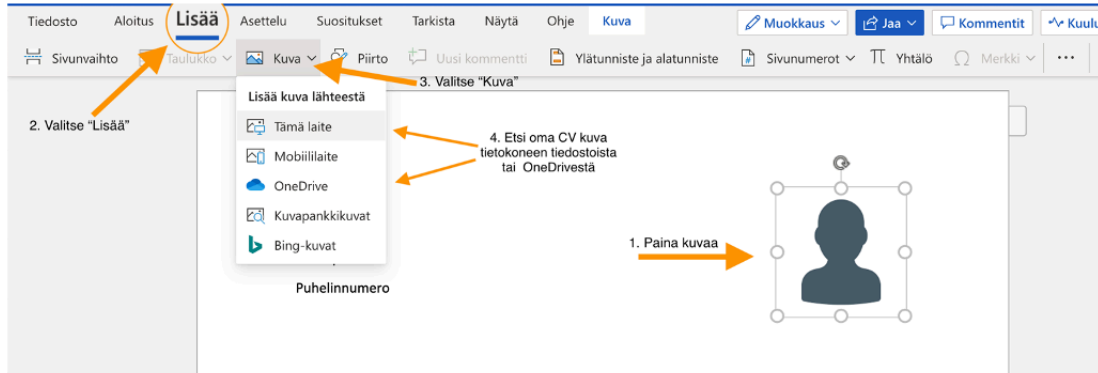 Tiedosto Aloitus Lisää Asettelu Suositukset Tarkista Näytä Ohje Kuva Muokkaus Jaa Kommentit Kuulu
Sivunvaihto Taulukko Kuva Piirto Uusi kommentti Ylätunniste ja alatunniste Sivunumerot Yhtälö Merkki ...
3. Valitse “Kuva”
2. Valitse “Lisää”
Lisää kuva lähteestä
Tämä laite
Mobiililaite
OneDrive
Kuvapankkikuvat
Bing-kuvat
4. Etsi oma CV kuva
tietokoneen tiedostoista
tai OneDrivestä
1. Paina kuvaa
Puhelinnumero